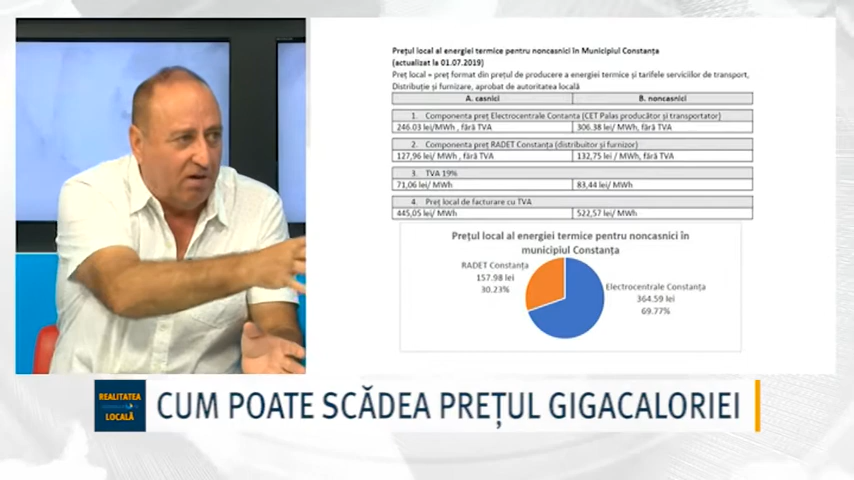 Prețul local al energiei termice pentru noncasnici în Municipiul Constanța
(actualizat la 01.07.2019)
Preț local = preț format din prețul de producere a energiei termice și tarifele serviciilor de transport,
Distribuție și furnizare, aprobat de autoritatea locală
A. casnici B. noncasnici
1. Componenta preț Electrocentrale Contanta (CET Palas producător și transportator)
246.03 lei/MWh , fără TVA 306.38 lei/ MWh, fără TVA
2. Componenta preț RADET Constanța (distribuitor și furnizor)
127,96 lei/MWh , fără TVA 132,75 lei / MWh, fără TVA
3. TVA 19%
71,06 lei/ MWh 83,44 lei/ MWh
4. Preț local de facturare cu TVA
445,05 lei/ MWh 522,57 lei/ MWh
Prețul local al energiei termice pentru noncasnici în
municipiul Constanța
RADET Constanța
157.98 lei
30.23%
Electrocentrale Constanța
364.59 lei
69.77%
REALITATEA
LOCALĂ
CUM POATE SCĂDEA PREȚUL GIGACALORIEI